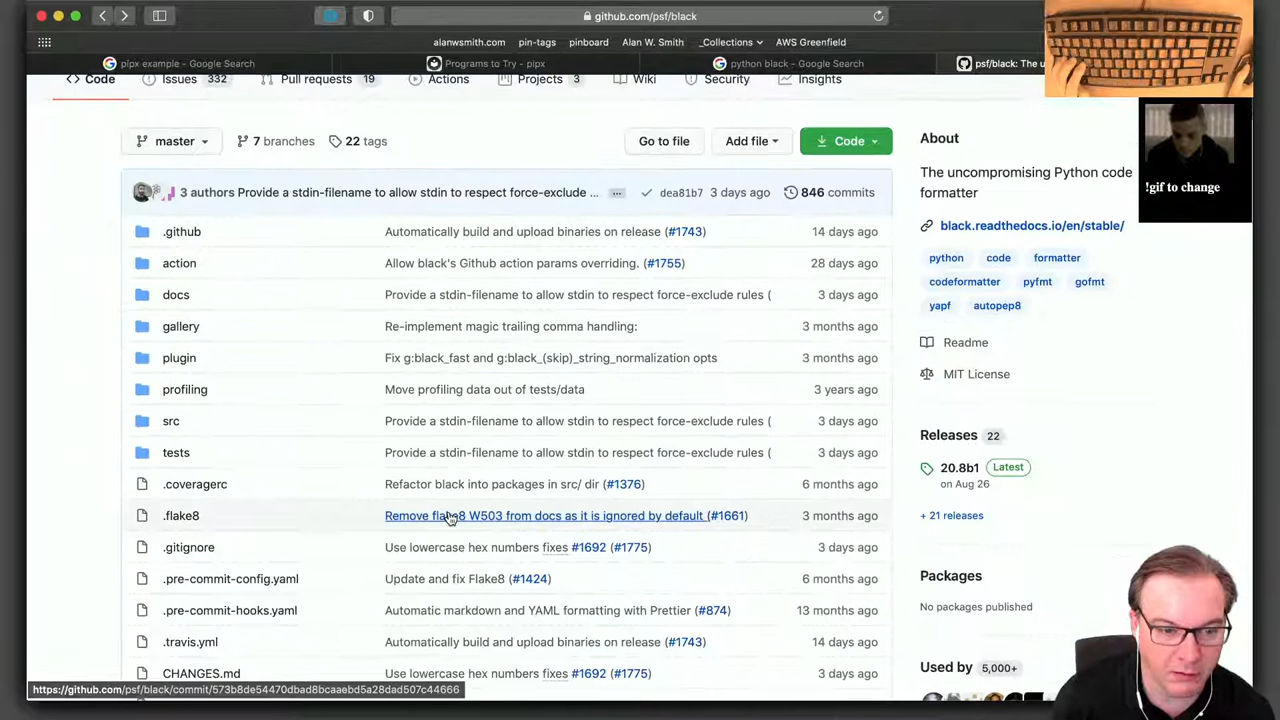 github.com/psf/black
alanwsmith.com pin-tags pinboard Alan W. Smith _Collections AWS Greenfield
pipx example - Google Search Programs to Try - pipx python black - Google Search psf/black: The u
Code Issues 332 Pull requests 19 Actions Projects 3 Wiki Security Insights
master 7 branches 22 tags Go to file Add file Code
3 authors Provide a stdin-filename to allow stdin to respect force-exclude ... ... dea81b7 3 days ago 846 commits
.github Automatically build and upload binaries on release (#1743) 14 days ago
action Allow black's Github action params overriding. (#1755) 28 days ago
docs Provide a stdin-filename to allow stdin to respect force-exclude rules ( 3 days ago
gallery Re-implement magic trailing comma handling: 3 months ago
plugin Fix g:black_fast and g:black_(skip)_string_normalization opts 3 months ago
profiling Move profiling data out of tests/data 3 years ago
src Provide a stdin-filename to allow stdin to respect force-exclude rules ( 3 days ago
tests Provide a stdin-filename to allow stdin to respect force-exclude rules ( 3 days ago
.coveragerc Refactor black into packages in src/ dir (#1376) 6 months ago
.flake8 Remove flake8 W503 from docs as it is ignored by default (#1661) 3 months ago
.gitignore Use lowercase hex numbers fixes #1692 (#1775) 3 days ago
.pre-commit-config.yaml Update and fix Flake8 (#1424) 6 months ago
.pre-commit-hooks.yaml Automatic markdown and YAML formatting with Prettier (#874) 13 months ago
.travis.yml Automatically build and upload binaries on release (#1743) 14 days ago
CHANGES.md Use lowercase hex numbers fixes #1692 (#1775) 3 days ago
https://github.com/psf/black/commit/573b8de54470dbad8bcaaebd5a28dad507c44666
About
The uncompromising Python code
formatter
black.readthedocs.io/en/stable/
python code formatter
codeformatter pyfmt gofmt
yapf autopep8
Readme
MIT License
Releases 22
20.8b1 Latest
on Aug 26
+ 21 releases
Packages
No packages published
Used by 5,000+
!gif to change